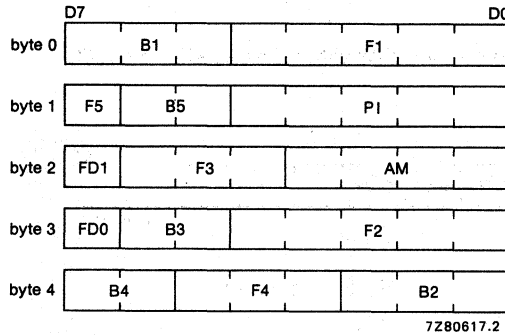 D7 D0
byte 0 B1 F1
byte 1 F5 B5 PI
byte 2 FD1 F3 AM
byte 3 FD0 B3 F2
byte 4 B4 F4 B2
7Z80617.2